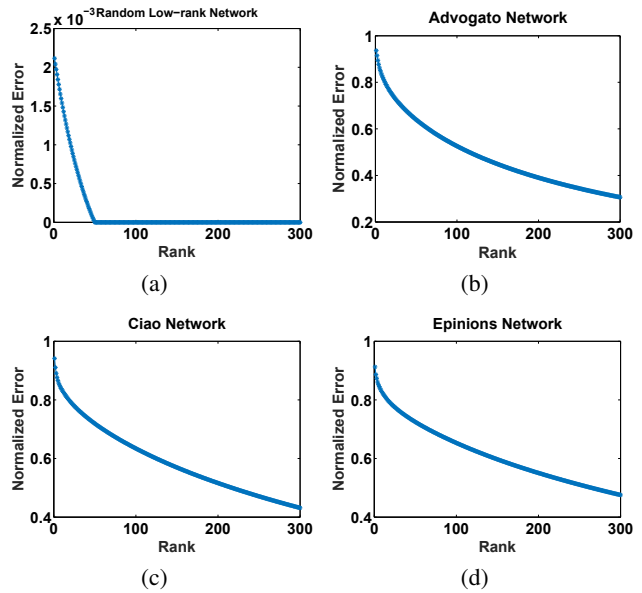 2.5 x 10⁻³ Random Low-rank Network
2
1.5
1
0.5
0
Normalized Error
0 100 200 300
Rank
(a)
Advogato Network
1
0.8
0.6
0.4
0.2
Normalized Error
0 100 200 300
Rank
(b)
Ciao Network
1
0.8
0.6
0.4
Normalized Error
0 100 200 300
Rank
(c)
Epinions Network
1
0.8
0.6
0.4
Normalized Error
0 100 200 300
Rank
(d)